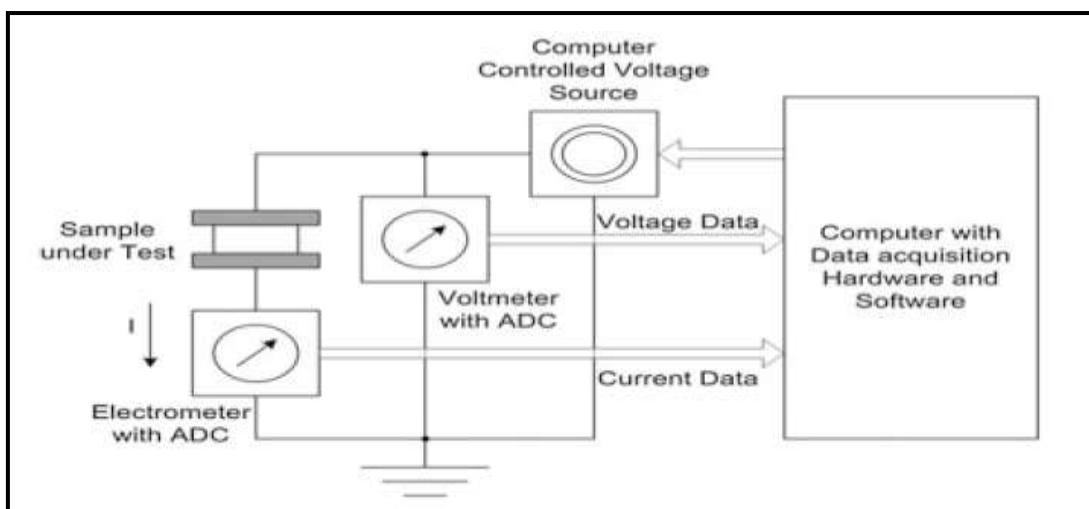 Computer
Controlled Voltage
Source
Sample
under Test
Voltage Data
Computer with
Data acquisition
Hardware and
Software
Voltmeter
with ADC
I
Current Data
Electrometer
with ADC